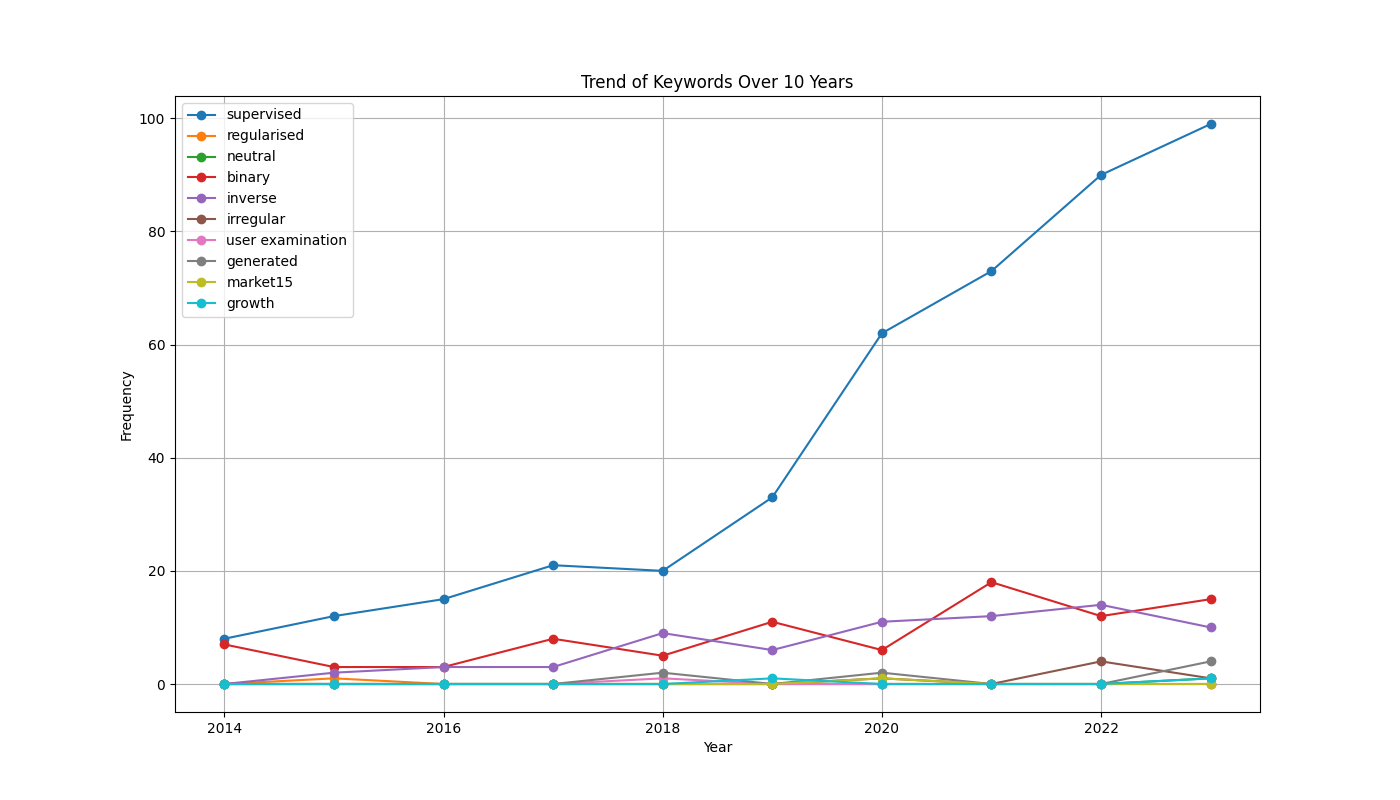 Trend of Keywords Over 10 Years
100
80
60
40
20
0
Frequency
supervised
regularised
neutral
binary
inverse
irregular
user examination
generated
market15
growth
2014
2016
2018
2020
2022
Year